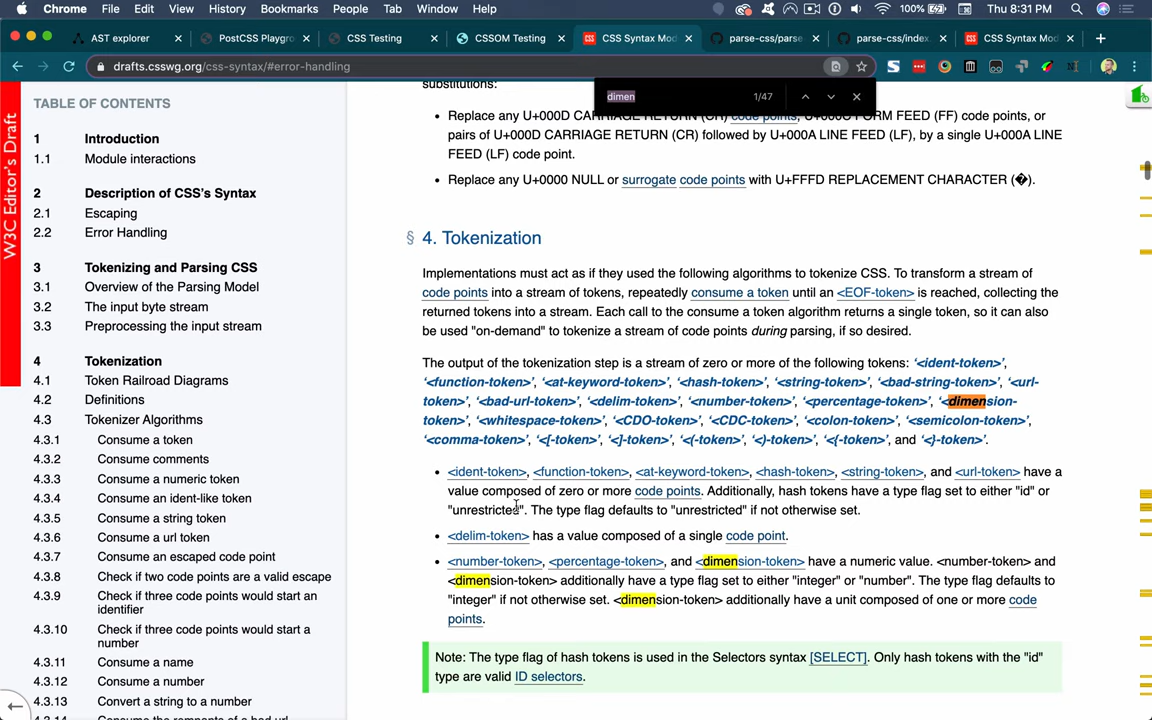 Chrome File Edit View History Bookmarks People Tab Window Help 100% Thu 8:31 PM
AST explorer PostCSS Playgro CSS Testing CSSOM Testing CSS Syntax Mod parse-css/parse parse-css/index. CSS Syntax Mod
drafts.csswg.org/css-syntax/#error-handling
dimen 1/47
W3C Editor's Draft
TABLE OF CONTENTS
1 Introduction
1.1 Module interactions
2 Description of CSS's Syntax
2.1 Escaping
2.2 Error Handling
3 Tokenizing and Parsing CSS
3.1 Overview of the Parsing Model
3.2 The input byte stream
3.3 Preprocessing the input stream
4 Tokenization
4.1 Token Railroad Diagrams
4.2 Definitions
4.3 Tokenizer Algorithms
4.3.1 Consume a token
4.3.2 Consume comments
4.3.3 Consume a numeric token
4.3.4 Consume an ident-like token
4.3.5 Consume a string token
4.3.6 Consume a url token
4.3.7 Consume an escaped code point
4.3.8 Check if two code points are a valid escape
4.3.9 Check if three code points would start an
identifier
4.3.10 Check if three code points would start a
number
4.3.11 Consume a name
4.3.12 Consume a number
4.3.13 Convert a string to a number
4.3.14 Consume the remnants of a bad url
substitutions:
• Replace any U+000D CARRIAGE RETURN (CR) code points, U+000C FORM FEED (FF) code points, or
pairs of U+000D CARRIAGE RETURN (CR) followed by U+000A LINE FEED (LF), by a single U+000A LINE
FEED (LF) code point.
• Replace any U+0000 NULL or surrogate code points with U+FFFD REPLACEMENT CHARACTER (�).
§ 4. Tokenization
Implementations must act as if they used the following algorithms to tokenize CSS. To transform a stream of
code points into a stream of tokens, repeatedly consume a token until an <EOF-token> is reached, collecting the
returned tokens into a stream. Each call to the consume a token algorithm returns a single token, so it can also
be used "on-demand" to tokenize a stream of code points during parsing, if so desired.
The output of the tokenization step is a stream of zero or more of the following tokens: '<ident-token>',
'<function-token>', '<at-keyword-token>', '<hash-token>', '<string-token>', '<bad-string-token>', '<url-
token>', '<bad-url-token>', '<delim-token>', '<number-token>', '<percentage-token>', '<dimension-
token>', '<whitespace-token>', '<CDO-token>', '<CDC-token>', '<colon-token>', '<semicolon-token>',
'<comma-token>', '<[-token>', '<]-token>', '<(-token>', '<)-token>', '<{-token>', and '<}-token>'.
• <ident-token>, <function-token>, <at-keyword-token>, <hash-token>, <string-token>, and <url-token> have a
value composed of zero or more code points. Additionally, hash tokens have a type flag set to either "id" or
"unrestricted". The type flag defaults to "unrestricted" if not otherwise set.
• <delim-token> has a value composed of a single code point.
• <number-token>, <percentage-token>, and <dimension-token> have a numeric value. <number-token> and
<dimension-token> additionally have a type flag set to either "integer" or "number". The type flag defaults to
"integer" if not otherwise set. <dimension-token> additionally have a unit composed of one or more code
points.
Note: The type flag of hash tokens is used in the Selectors syntax [SELECT]. Only hash tokens with the "id"
type are valid ID selectors.